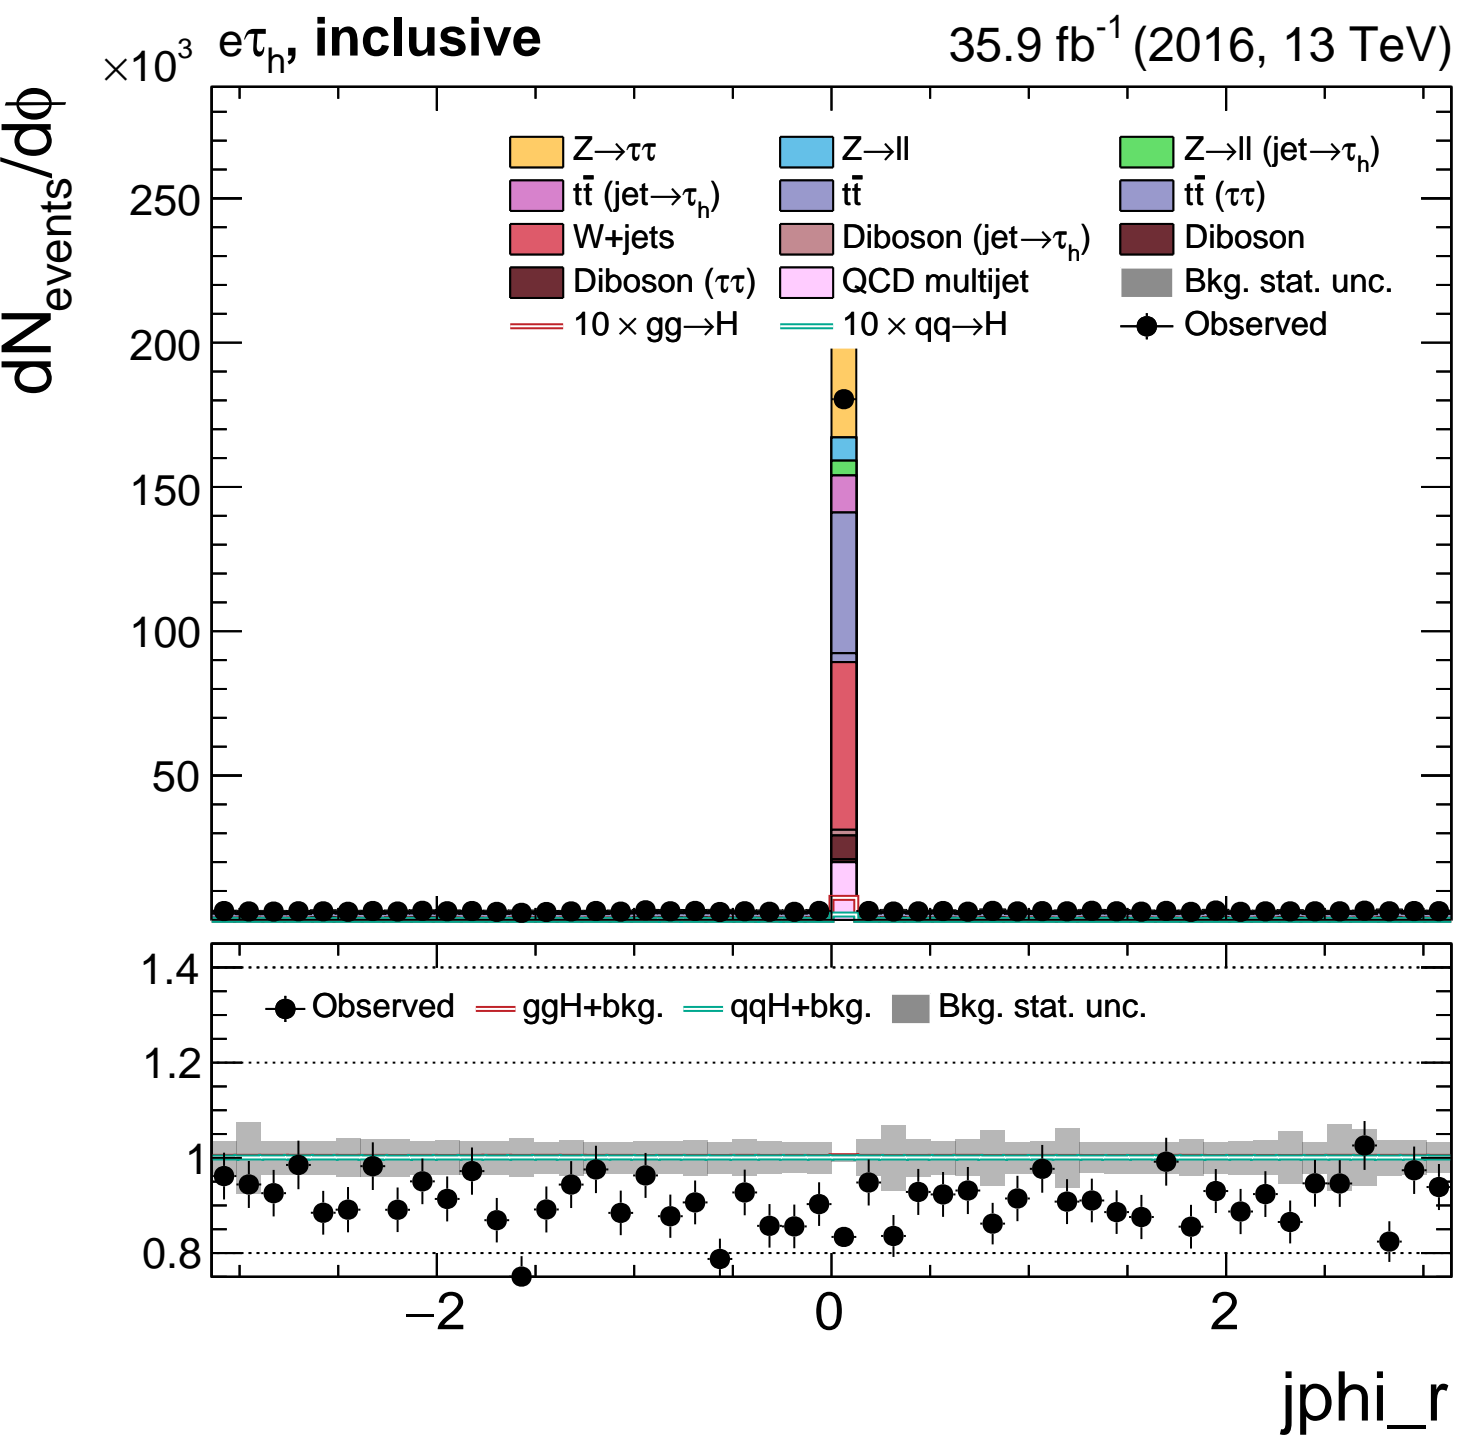 ×10³ eτh, inclusive 35.9 fb⁻¹ (2016, 13 TeV)
dNevents/dϕ
Z→ττ Z→ll Z→ll (jet→τh)
tt̄ (jet→τh) tt̄ tt̄ (ττ)
W+jets Diboson (jet→τh) Diboson
Diboson (ττ) QCD multijet Bkg. stat. unc.
10 × gg→H 10 × qq→H Observed
250
200
150
100
50
1.4
Observed ggH+bkg. qqH+bkg. Bkg. stat. unc.
1.2
1
0.8
−2 0 2
jphi_r